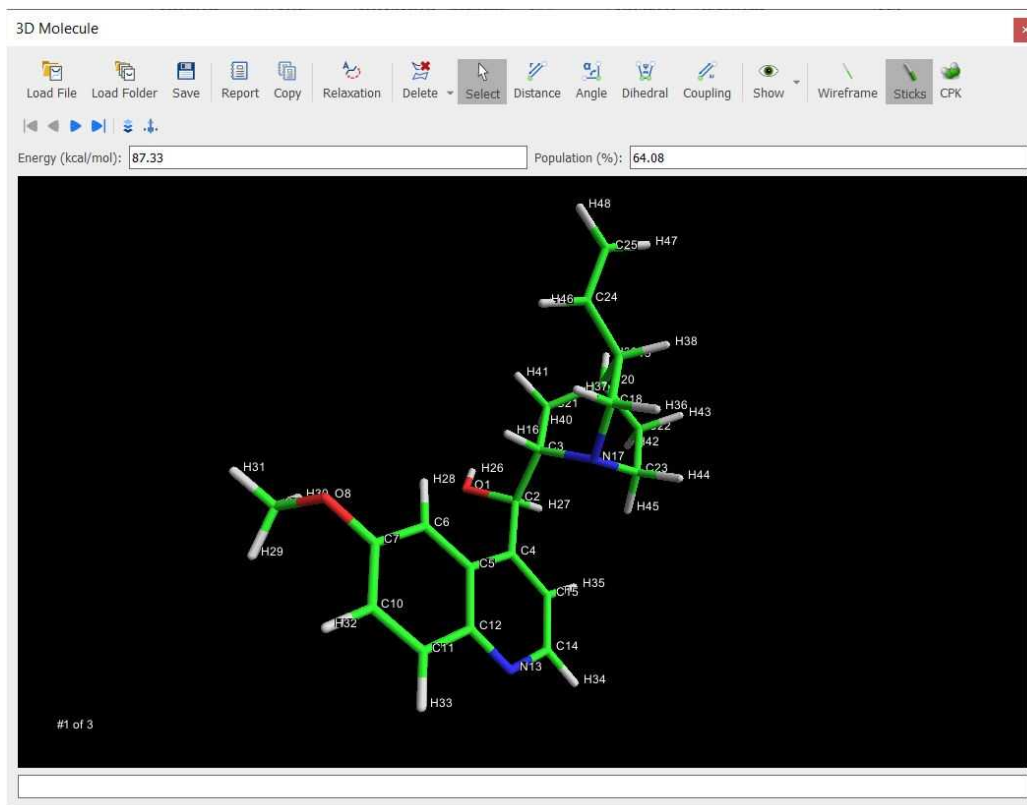 3D Molecule
Load File Load Folder Save Report Copy Relaxation Delete Select Distance Angle Dihedral Coupling Show Wireframe Sticks CPK
Energy (kcal/mol): 87.33 Population (%): 64.08
H48
C25 H47
H46 C24
H38
H41 H37 20
C21 C18 H36 H43
H40 C22
H16 C3 H42
N17 C23 H44
H31 H28 H26
O1
H30 O8 C2 H27 H45
C6
C7 C4
H29 C5
C15 H35
C10
H32 C12
C11 C14
N13
H34
H33
#1 of 3